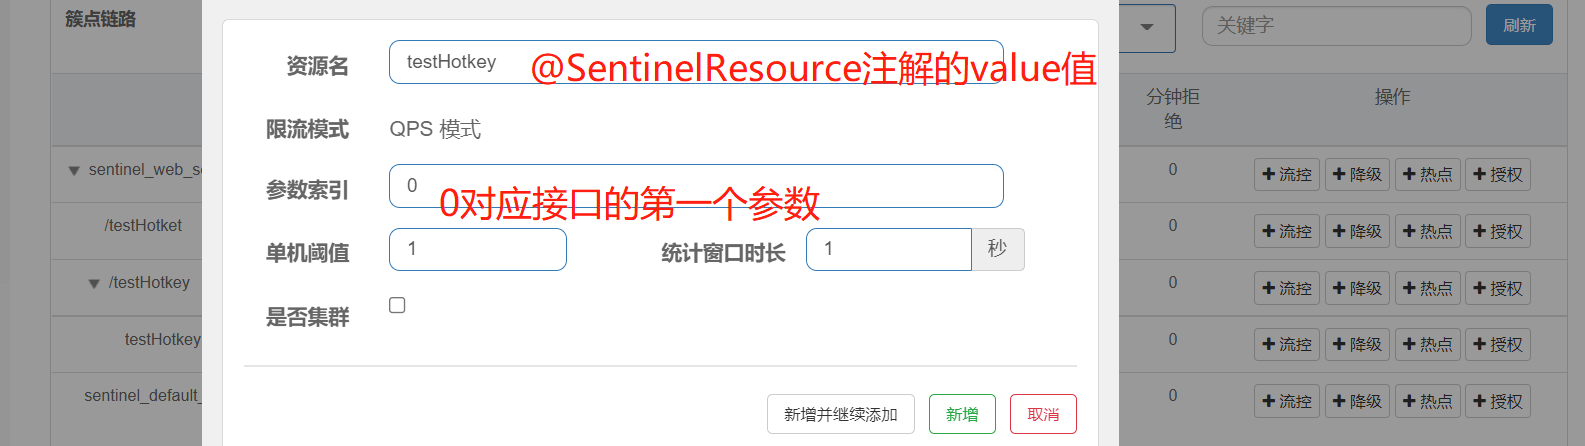 簇点链路
关键字
刷新
资源名
testHotkey
@SentinelResource注解的value值
限流模式
QPS 模式
参数索引
0
0对应接口的第一个参数
单机阈值
1
统计窗口时长
1
秒
是否集群
新增并继续添加
新增
取消
分钟拒
绝
操作
sentinel_web_se
0
流控
降级
热点
授权
/testHotket
0
流控
降级
热点
授权
/testHotkey
0
流控
降级
热点
授权
testHotkey
0
流控
降级
热点
授权
sentinel_default_
0
流控
降级
热点
授权